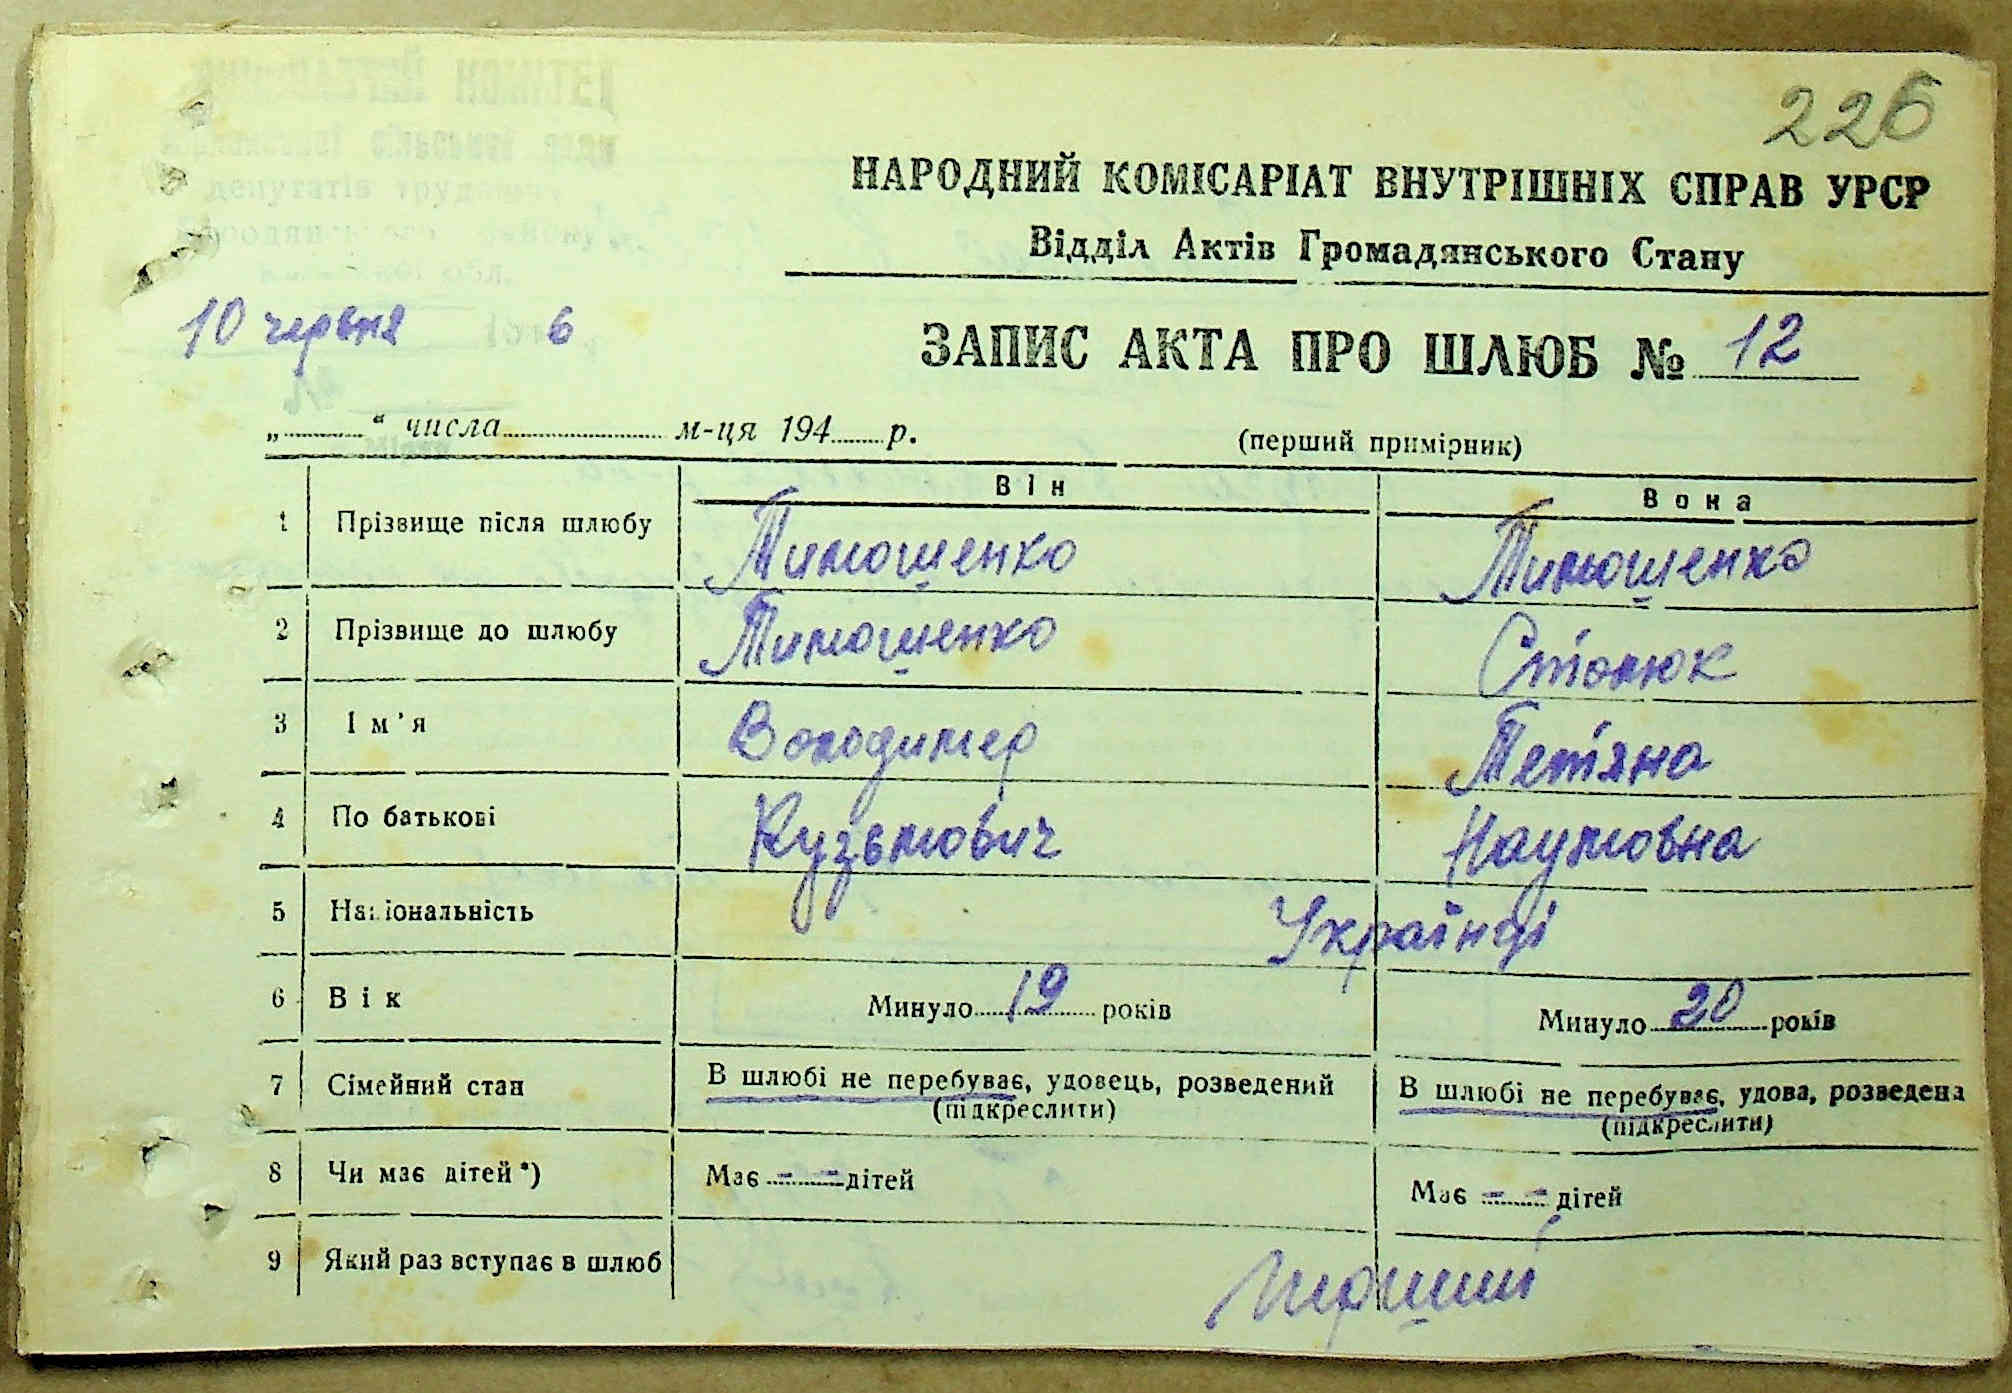 226
НАРОДНИЙ КОМІСАРІАТ ВНУТРІШНІХ СПРАВ УРСР
Відділ Актів Громадянського Стану
10 червня 6
ЗАПИС АКТА ПРО ШЛЮБ № 12
„ “ числа м-ця 194 р.
(перший примірник)
Він Вона
1 Прізвище після шлюбу Тимошенко Тимошенко
2 Прізвище до шлюбу Тимошенко Столюк
3 Ім’я Володимер Тетяна
4 По батькові Кузьмович Наумовна
5 Національність Українці
6 Вік Минуло 19 років Минуло 20 років
7 Сімейний стан В шлюбі не перебуває, удовець, розведений В шлюбі не перебуває, удова, розведена
(підкреслити) (підкреслити)
8 Чи має дітей*) Має - - дітей Має - - дітей
9 Який раз вступає в шлюб Перший